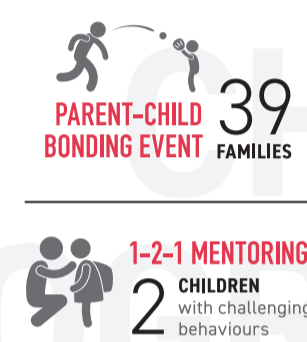 PARENT-CHILD 39
BONDING EVENT FAMILIES
1-2-1 MENTORING
2 CHILDREN
with challenging
behaviours